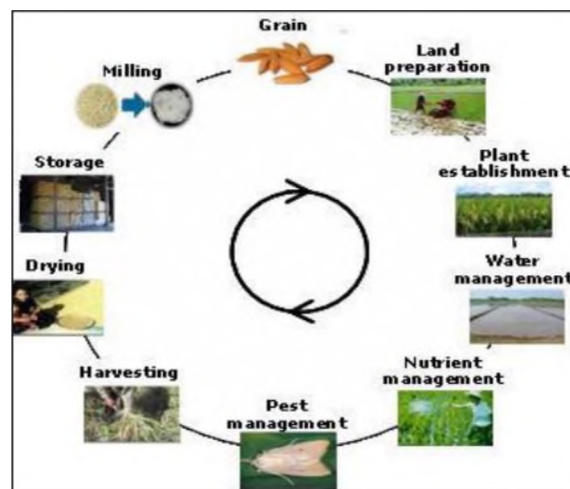 Grain
Land
preparation
Plant
establishment
Water
management
Nutrient
management
Pest
management
Harvesting
Drying
Storage
Milling